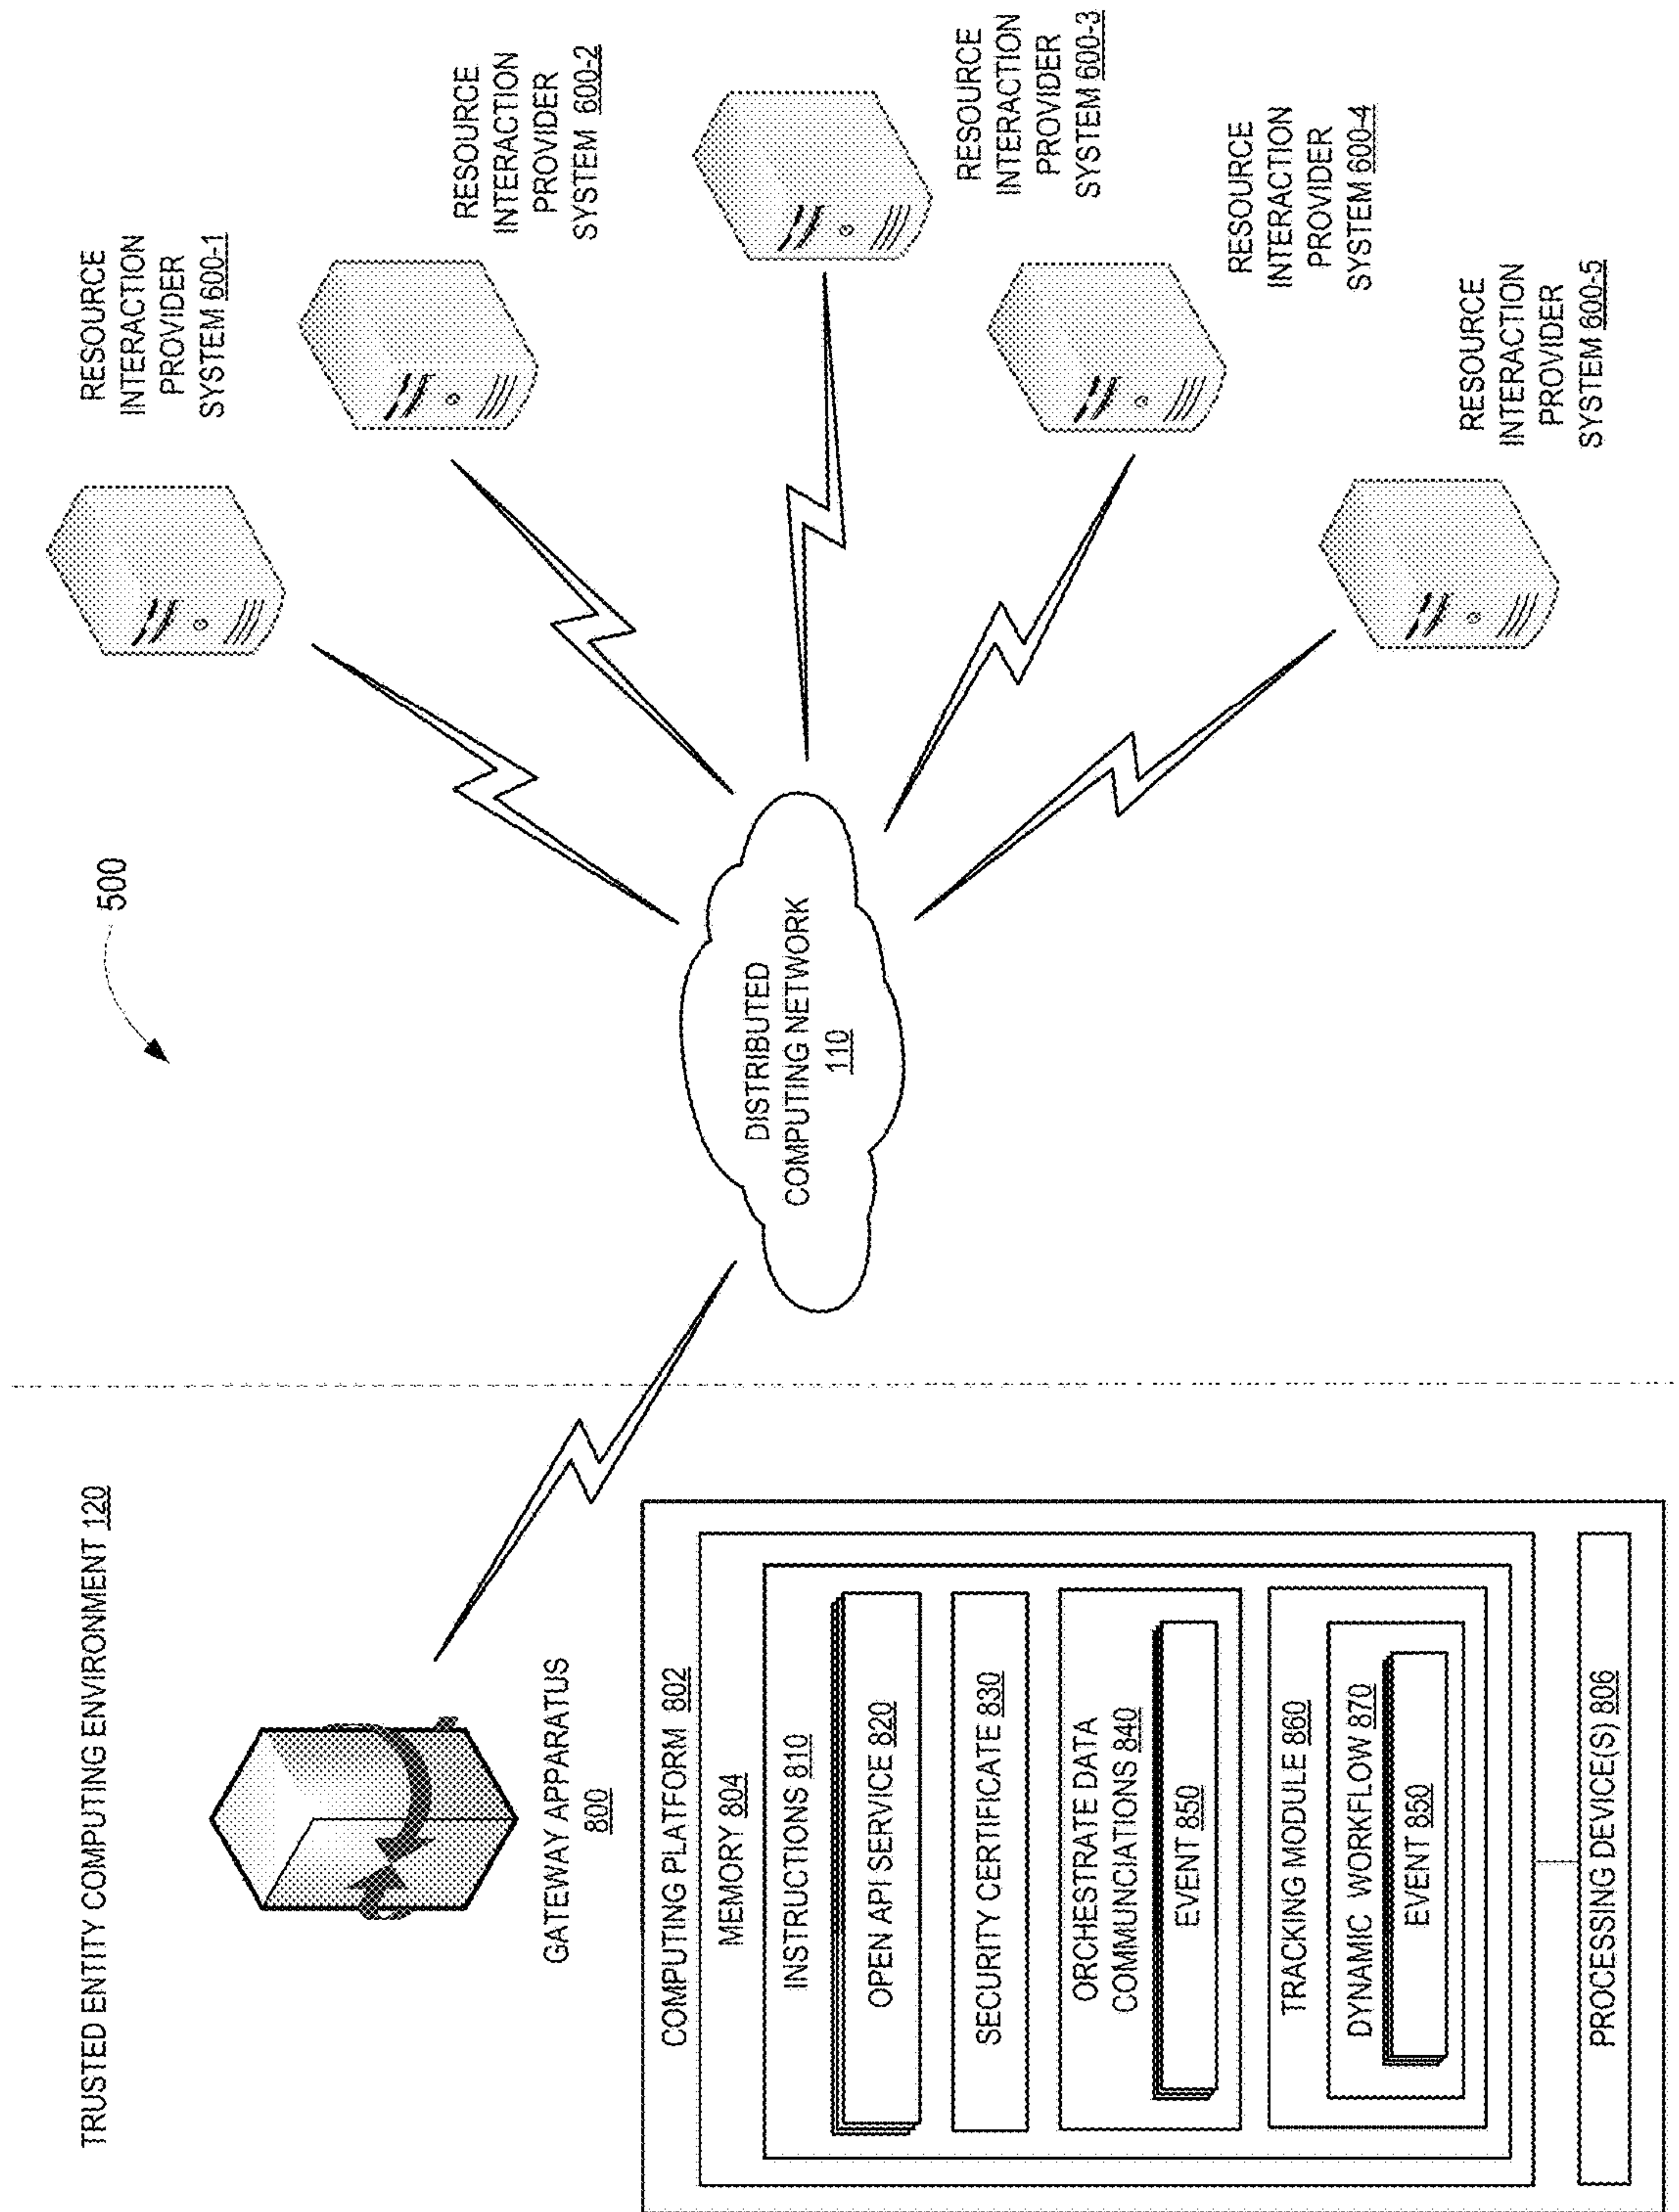 TRUSTED ENTITY COMPUTING ENVIRONMENT 120
GATEWAY APPARATUS
800
COMPUTING PLATFORM 802
MEMORY 804
INSTRUCTIONS 810
OPEN API SERVICE 820
SECURITY CERTIFICATE 830
ORCHESTRATE DATA
COMMUNCIATIONS 840
EVENT 850
TRACKING MODULE 860
DYNAMIC WORKFLOW 870
EVENT 850
PROCESSING DEVICE(S) 806
500
DISTRIBUTED
COMPUTING NETWORK
110
RESOURCE
INTERACTION
PROVIDER
SYSTEM 600-1
RESOURCE
INTERACTION
PROVIDER
SYSTEM 600-2
RESOURCE
INTERACTION
PROVIDER
SYSTEM 600-3
RESOURCE
INTERACTION
PROVIDER
SYSTEM 600-4
RESOURCE
INTERACTION
PROVIDER
SYSTEM 600-5